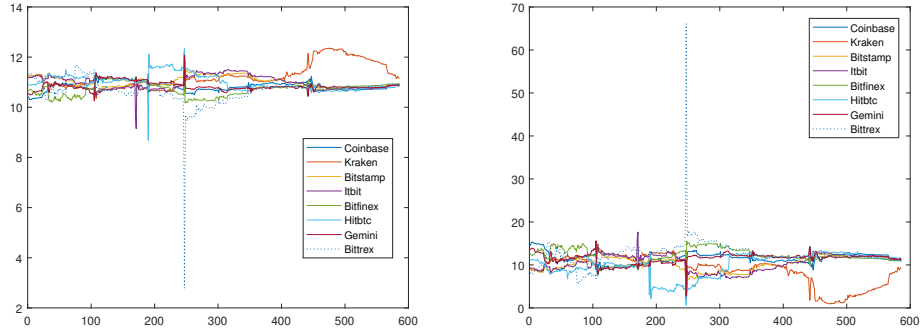 14
12
10
8
6
4
2
0
100
200
300
400
500
600
Coinbase
Kraken
Bitstamp
Itbit
Bitfinex
Hitbtc
Gemini
Bittrex
70
60
50
40
30
20
10
0
0
100
200
300
400
500
600
Coinbase
Kraken
Bitstamp
Itbit
Bitfinex
Hitbtc
Gemini
Bittrex